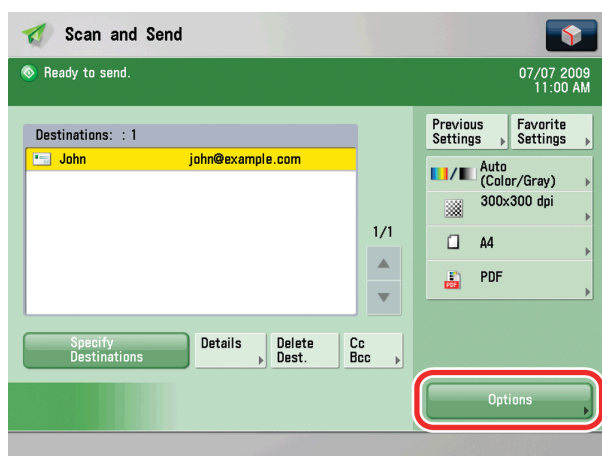 Scan and Send
Ready to send.
07/07 2009
11:00 AM
Destinations: : 1
John john@example.com
1/1
Specify
Destinations
Details
Delete
Dest.
Cc
Bcc
Previous
Settings
Favorite
Settings
Auto
(Color/Gray)
300x300 dpi
A4
PDF
PDF
Options